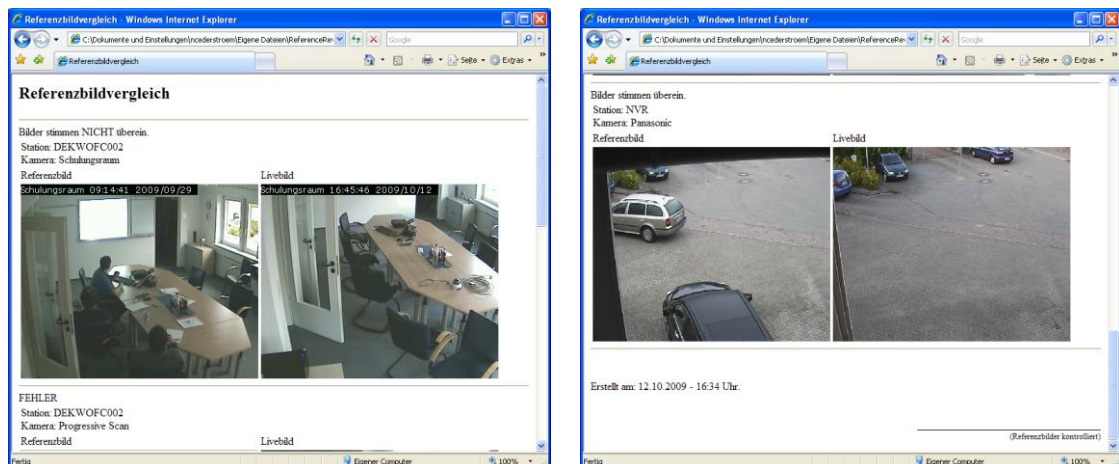 Referenzbildvergleich - Windows Internet Explorer
C:\Dokumente und Einstellungen\ncederstroem\Eigene Dateien\ReferenceRe
Google
Referenzbildvergleich
Seite
Extras
Referenzbildvergleich
Bilder stimmen NICHT überein.
Station: DEKWOFC002
Kamera: Schulungsraum
Referenzbild Livebild
Schulungsraum 09:14:41 2009/09/29 Schulungsraum 16:45:46 2009/10/12
FEHLER
Station: DEKWOFC002
Kamera: Progressive Scan
Referenzbild Livebild
Fertig Eigener Computer 100%
Referenzbildvergleich - Windows Internet Explorer
C:\Dokumente und Einstellungen\ncederstroem\Eigene Dateien\ReferenceRe
Google
Referenzbildvergleich
Seite
Extras
Bilder stimmen überein.
Station: NVR
Kamera: Panasonic
Referenzbild Livebild
Erstellt am: 12.10.2009 - 16:34 Uhr.
(Referenzbilder kontrolliert)
Fertig Eigener Computer 100%